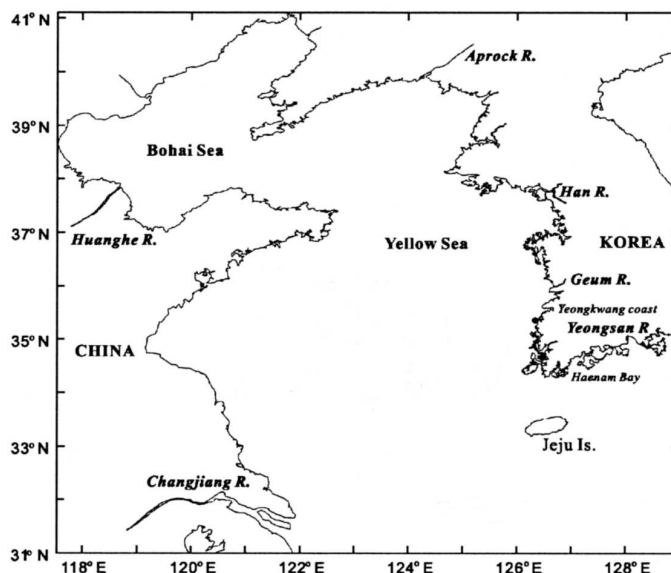 41° N
Aprock R.
39° N
Bohai Sea
Han R.
37° N
Huanghe R.
Yellow Sea
KOREA
Geum R.
Yeongkwang coast
35° N
CHINA
Yeongsan R
Haenam Bay
33° N
Jeju Is.
Changjiang R.
31° N
118° E
120° E
122° E
124° E
126° E
128° E